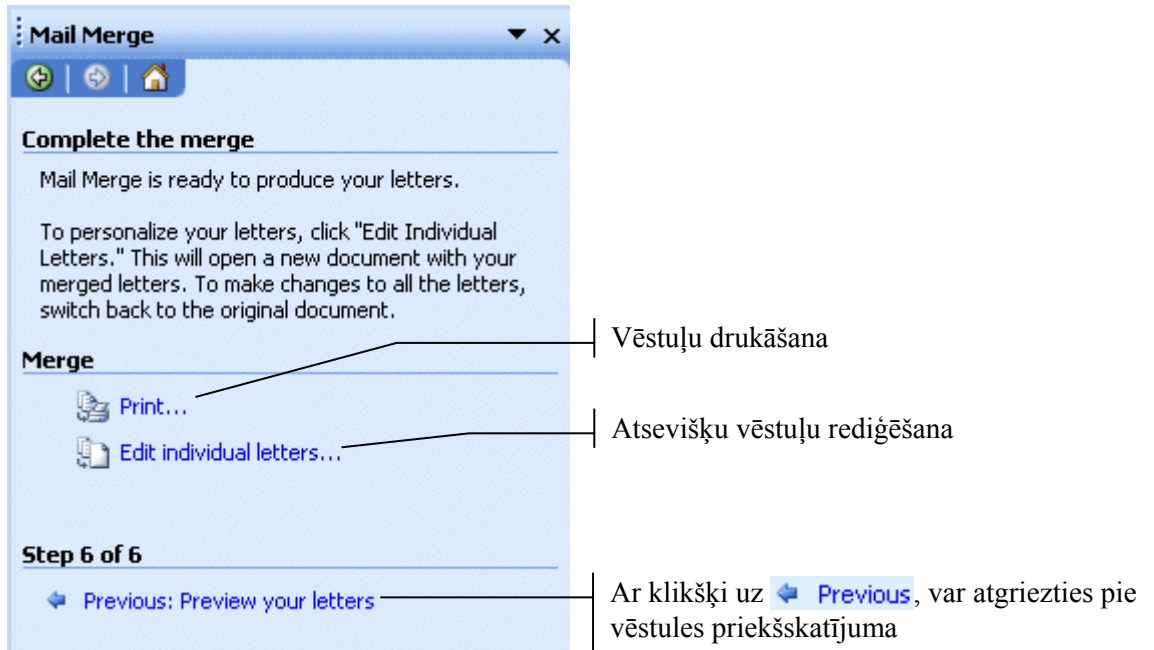 Mail Merge
Complete the merge
Mail Merge is ready to produce your letters.
To personalize your letters, click "Edit Individual
Letters." This will open a new document with your
merged letters. To make changes to all the letters,
switch back to the original document.
Vēstuļu drukāšana
Merge
Print...
Atsevišķu vēstuļu rediģēšana
Edit individual letters...
Step 6 of 6
Previous: Preview your letters
Ar klikšķi uz Previous, var atgriezties pie
vēstules priekšskatījuma